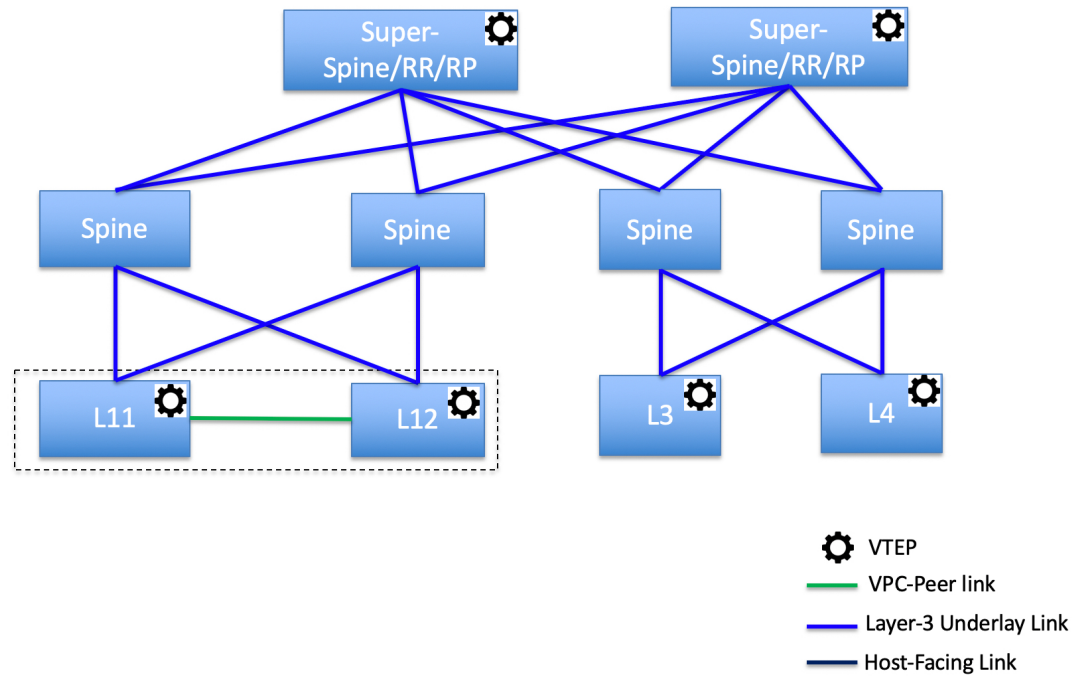 Super-
Spine/RR/RP
Super-
Spine/RR/RP
Spine
Spine
Spine
Spine
L11
L12
L3
L4
VTEP
VPC-Peer link
Layer-3 Underlay Link
Host-Facing Link